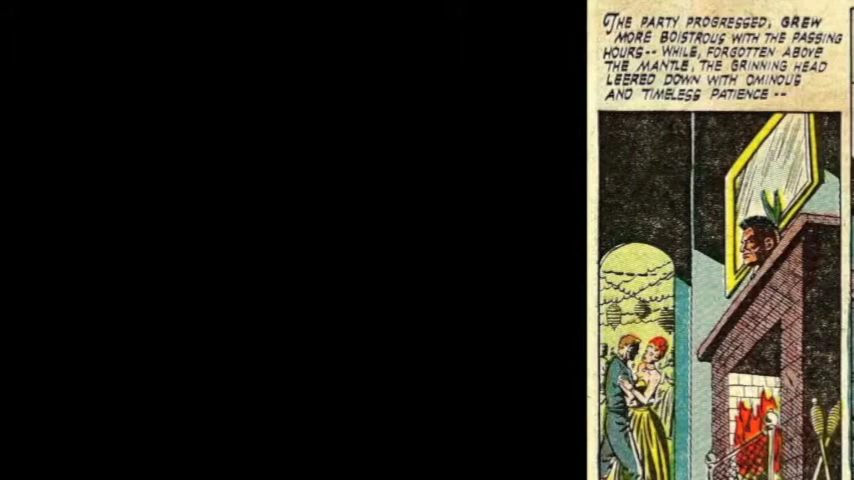 THE PARTY PROGRESSED, GREW
MORE BOISTROUS WITH THE PASSING
HOURS-- WHILE, FORGOTTEN ABOVE
THE MANTLE, THE GRINNING HEAD
LEERED DOWN WITH OMINOUS
AND TIMELESS PATIENCE--